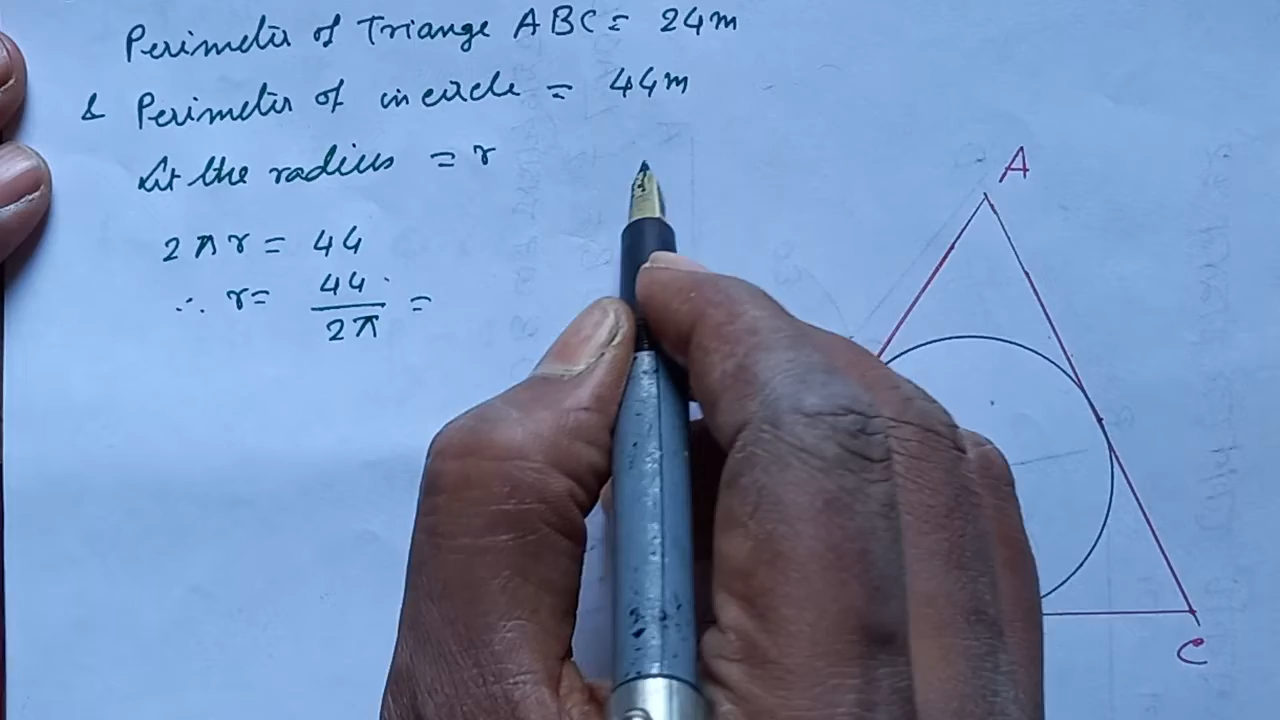 Perimeter of Triange ABC = 24m
& Perimeter of incircle = 44m
Let the radius = r
2πr = 44
∴ r = 44/2π =
A
C